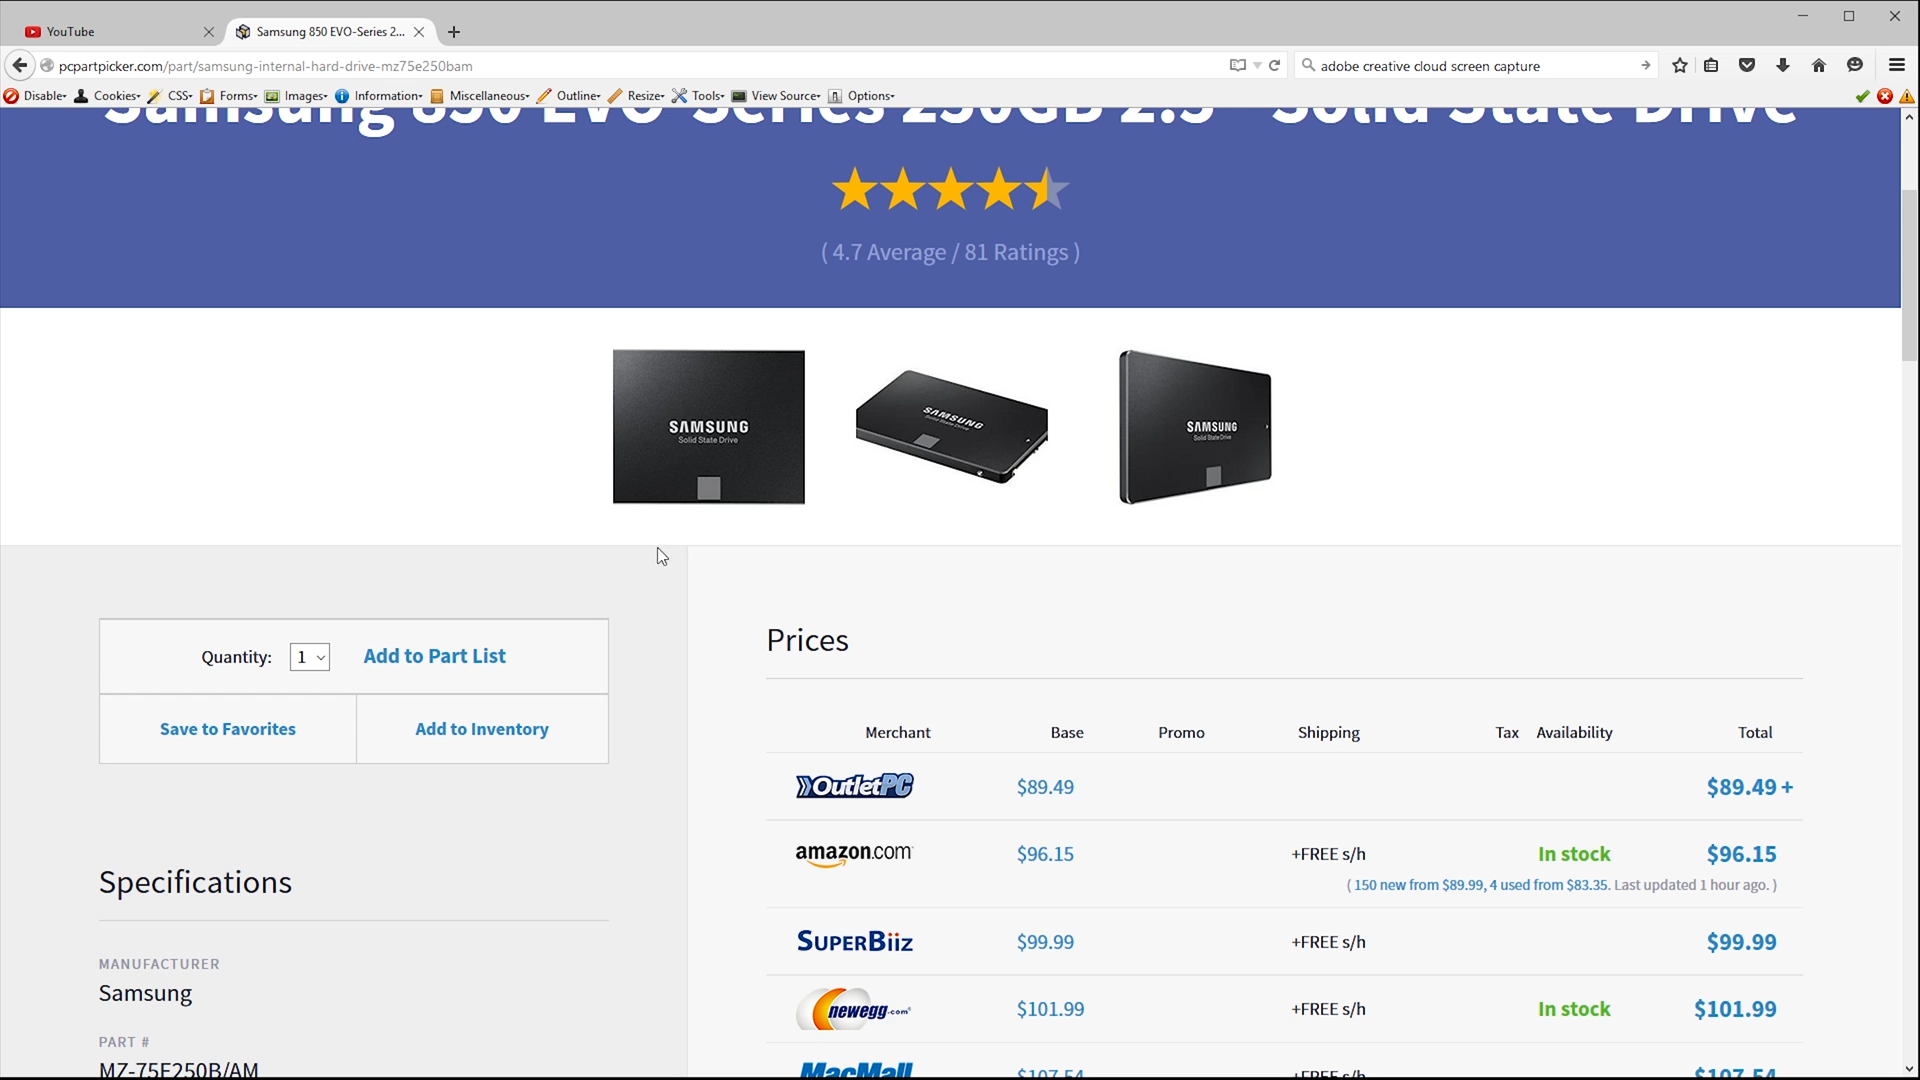 YouTube
Samsung 850 EVO-Series 2...
pcpartpicker.com/part/samsung-internal-hard-drive-mz75e250bam
adobe creative cloud screen capture
Disable Cookies CSS Forms Images Information Miscellaneous Outline Resize Tools View Source Options
Samsung 850 EVO-Series 250GB 2.5" Solid State Drive
( 4.7 Average / 81 Ratings )
SAMSUNG
Solid State Drive
SAMSUNG
Solid State Drive
SAMSUNG
Solid State Drive
Quantity: 1 Add to Part List
Save to Favorites Add to Inventory
Specifications
MANUFACTURER
Samsung
PART #
MZ-75E250B/AM
Prices
Merchant Base Promo Shipping Tax Availability Total
OutletPC $89.49 $89.49 +
amazon.com $96.15 +FREE s/h In stock $96.15
( 150 new from $89.99, 4 used from $83.35. Last updated 1 hour ago. )
SUPERBiiz $99.99 +FREE s/h $99.99
newegg.com $101.99 +FREE s/h In stock $101.99
MacMall $107.54 +FREE s/h $107.54